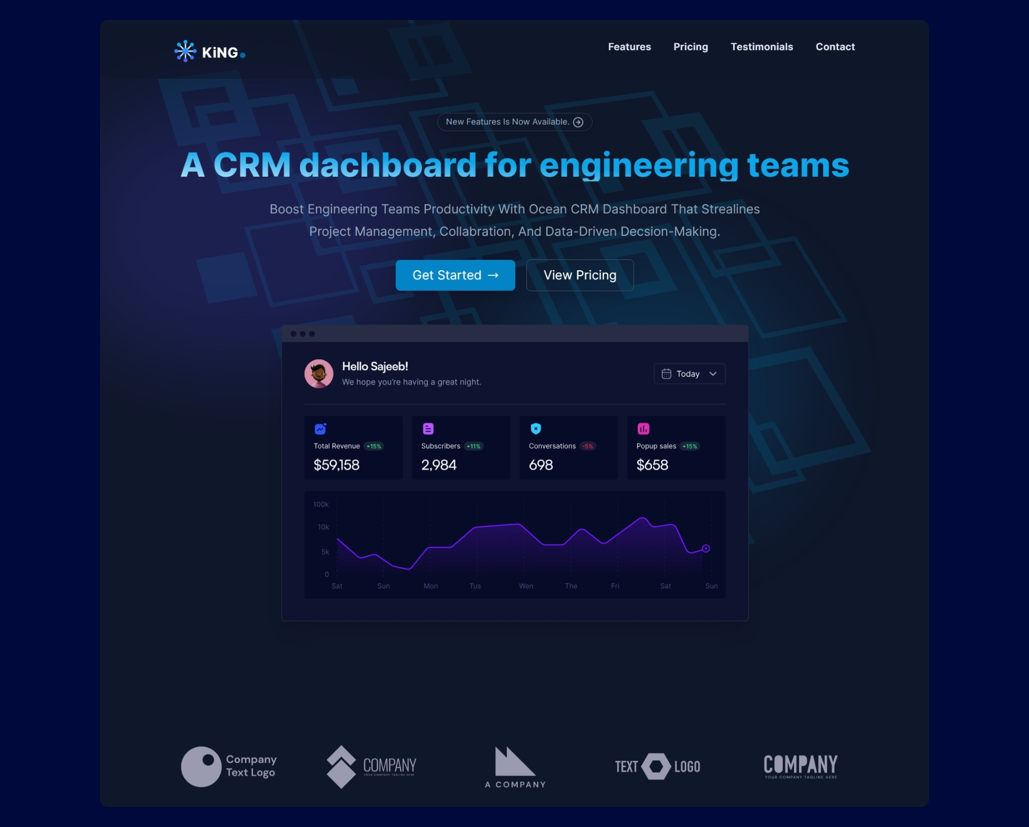 KiNG
Features Pricing Testimonials Contact
New Features Is Now Available.
A CRM dachboard for engineering teams
Boost Engineering Teams Productivity With Ocean CRM Dashboard That Strealines
Project Management, Collabration, And Data-Driven Decsion-Making.
Get Started → View Pricing
Hello Sajeeb!
We hope you're having a great night.
Today
Total Revenue +15%
$59,158
Subscribers +11%
2,984
Conversations -5%
698
Popup sales +15%
$658
100k
10k
5k
0
Sat Sun Mon Tus Wen The Fri Sat Sun
Company
Text Logo
COMPANY
YOUR COMPANY TAGLINE HERE
A COMPANY
TEXT LOGO
COMPANY
YOUR COMPANY TAGLINE HERE